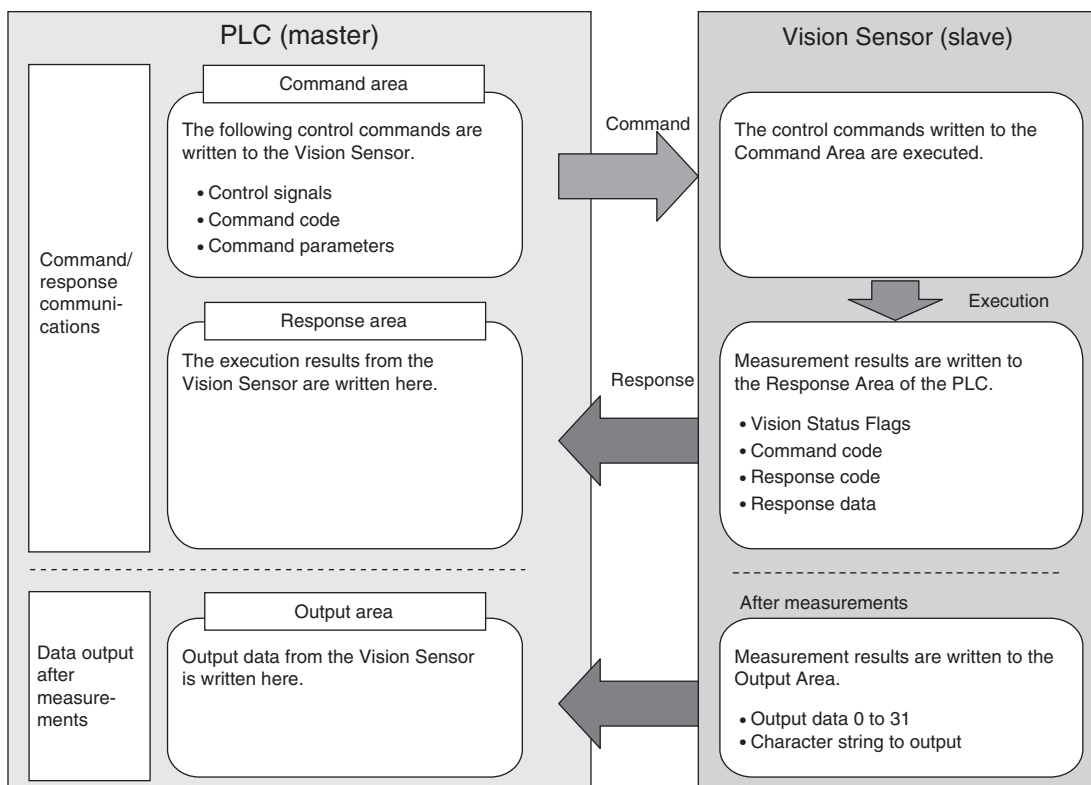 PLC (master)
Command/
response
communi-
cations
Command area
The following control commands are
written to the Vision Sensor.
• Control signals
• Command code
• Command parameters
Response area
The execution results from the
Vision Sensor are written here.
Data output
after
measure-
ments
Output area
Output data from the Vision Sensor
is written here.
Command
Response
Vision Sensor (slave)
The control commands written to the
Command Area are executed.
Execution
Measurement results are written to
the Response Area of the PLC.
• Vision Status Flags
• Command code
• Response code
• Response data
After measurements
Measurement results are written to the
Output Area.
• Output data 0 to 31
• Character string to output